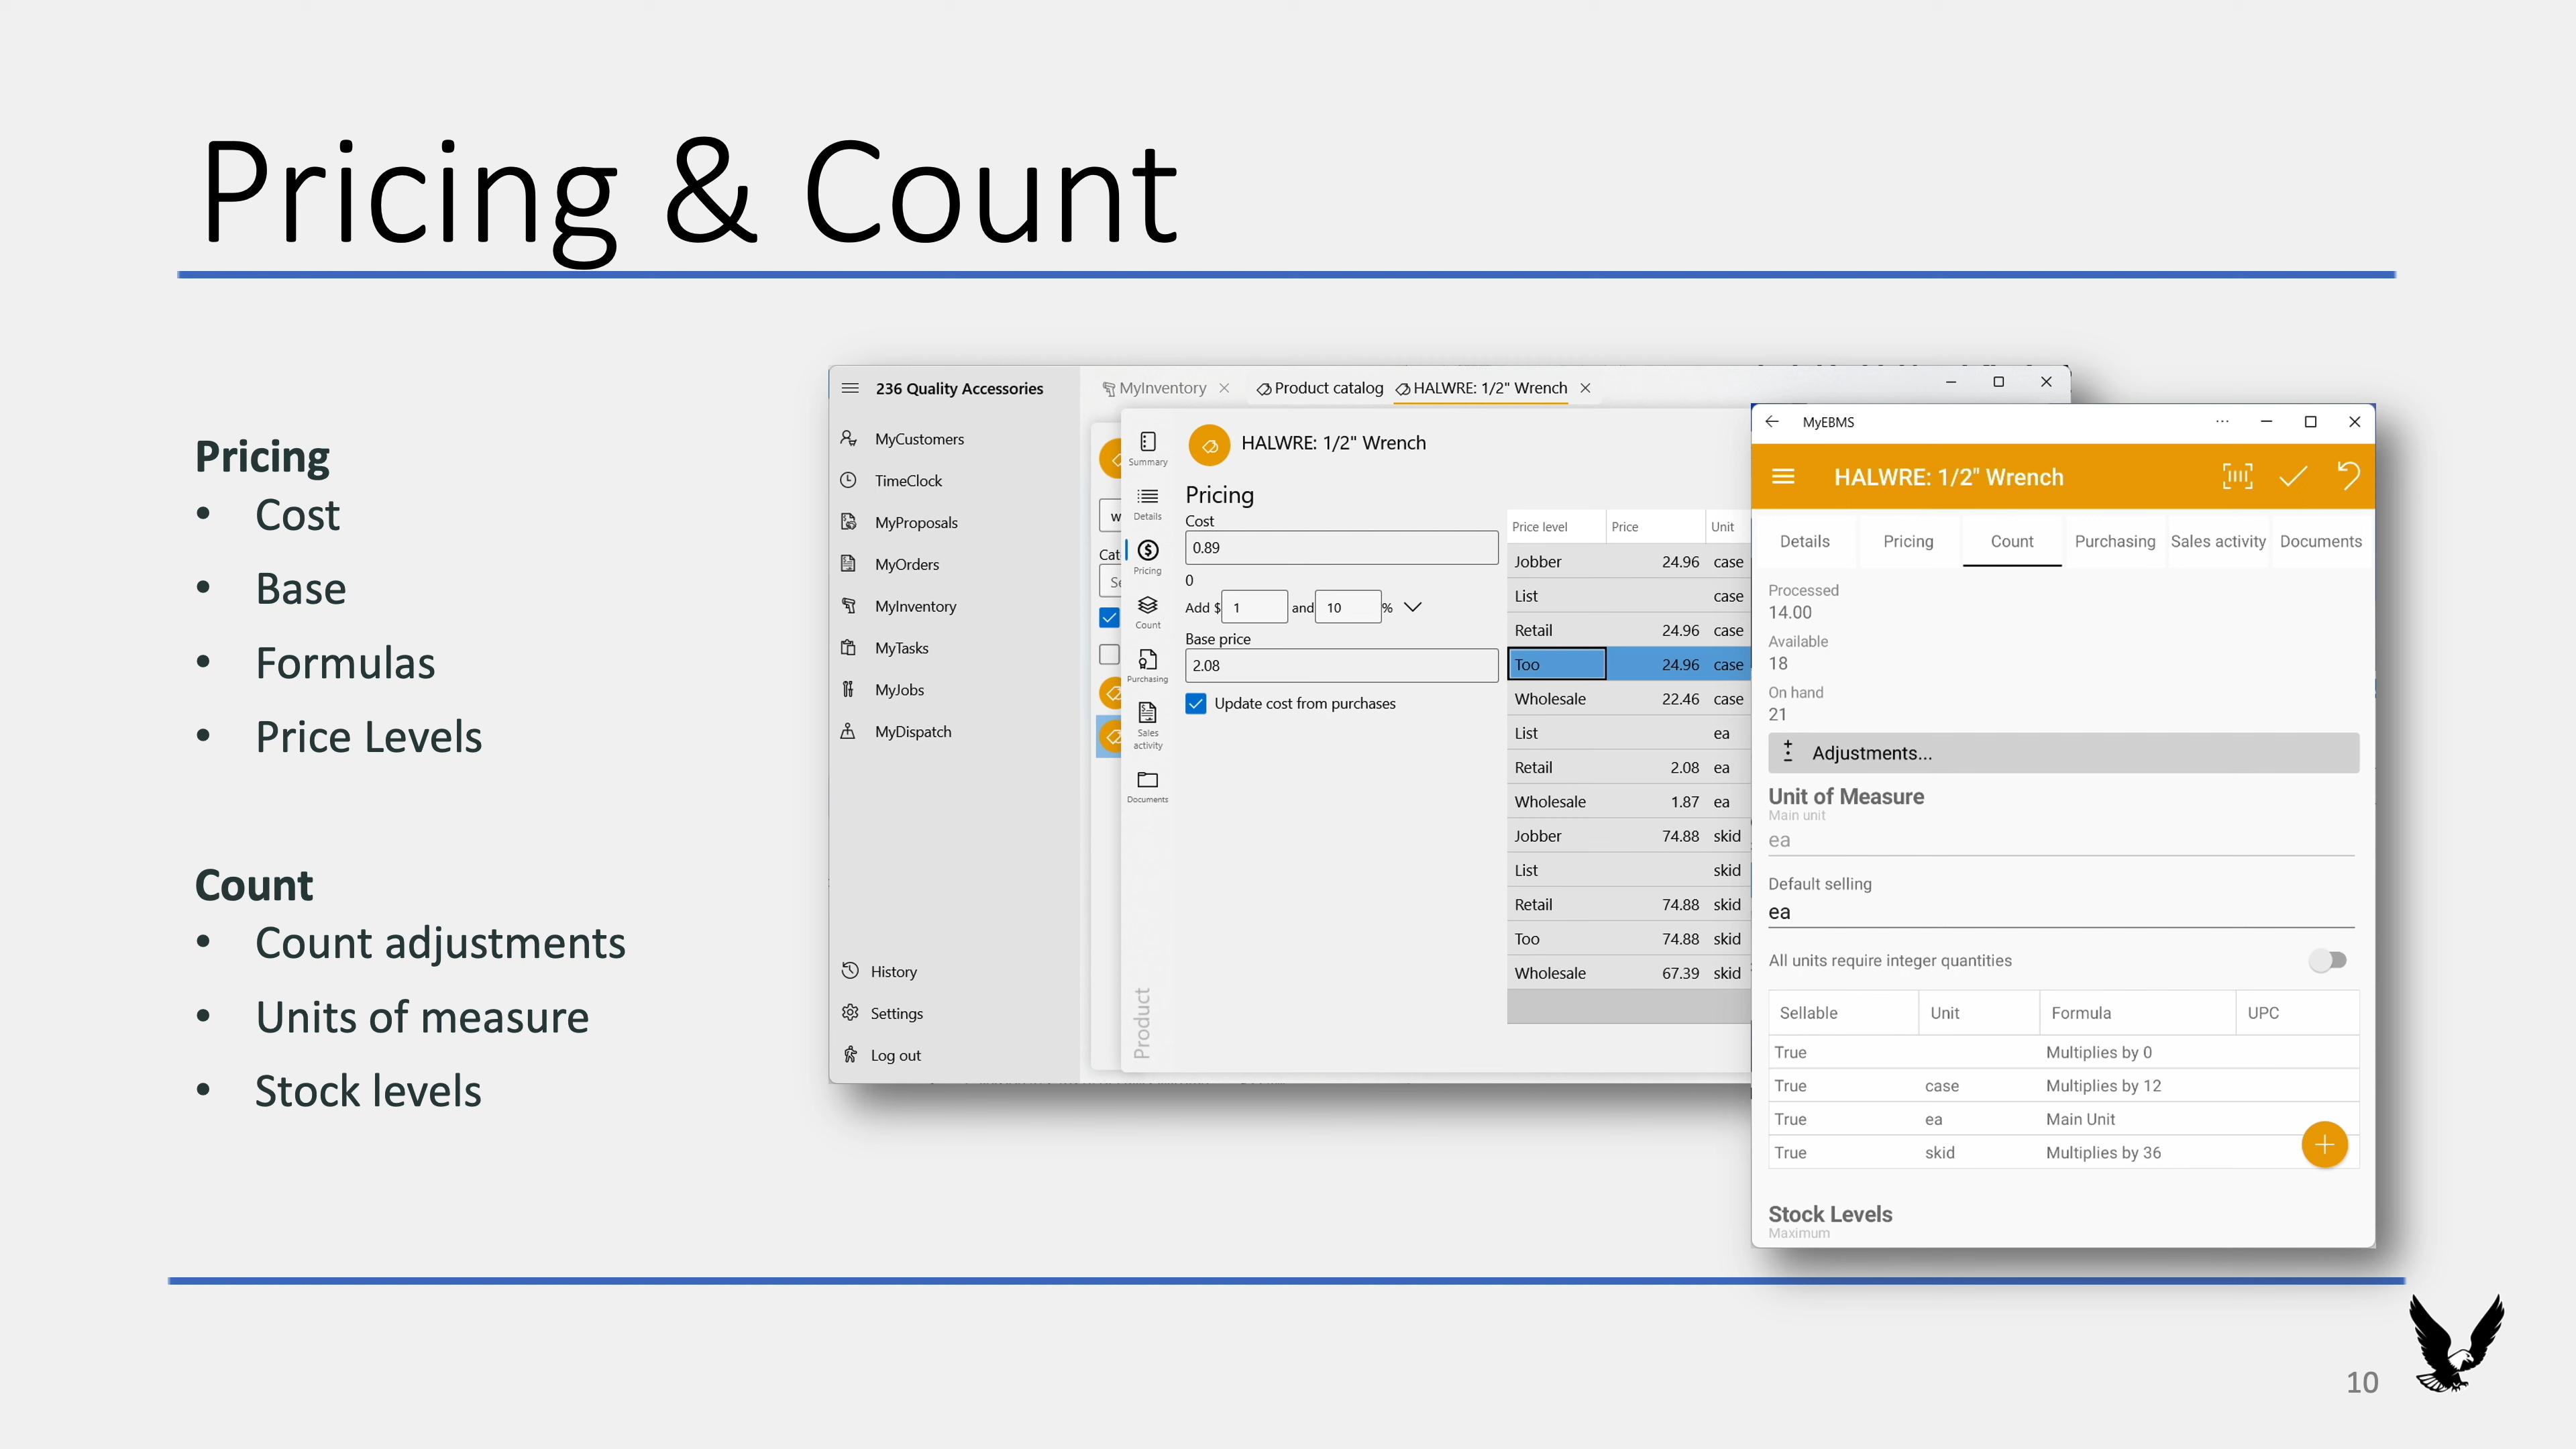 Pricing & Count
Pricing
• Cost
• Base
• Formulas
• Price Levels
Count
• Count adjustments
• Units of measure
• Stock levels
236 Quality Accessories
MyCustomers
TimeClock
MyProposals
MyOrders
MyInventory
MyTasks
MyJobs
MyDispatch
History
Settings
Log out
MyInventory
Product catalog
HALWRE: 1/2" Wrench
Cat
Summary
Details
Pricing
Count
Purchasing
Sales
activity
Documents
Product
HALWRE: 1/2" Wrench
Pricing
Cost
0.89
0
Add $ 1 and 10 %
Base price
2.08
Update cost from purchases
Price level Price Unit
Jobber 24.96 case
List case
Retail 24.96 case
Too 24.96 case
Wholesale 22.46 case
List ea
Retail 2.08 ea
Wholesale 1.87 ea
Jobber 74.88 skid
List skid
Retail 74.88 skid
Too 74.88 skid
Wholesale 67.39 skid
MyEBMS
HALWRE: 1/2" Wrench
Details Pricing Count Purchasing Sales activity Documents
Processed
14.00
Available
18
On hand
21
Adjustments...
Unit of Measure
Main unit
ea
Default selling
ea
All units require integer quantities
Sellable Unit Formula UPC
True Multiplies by 0
True case Multiplies by 12
True ea Main Unit
True skid Multiplies by 36
Stock Levels
Maximum
10